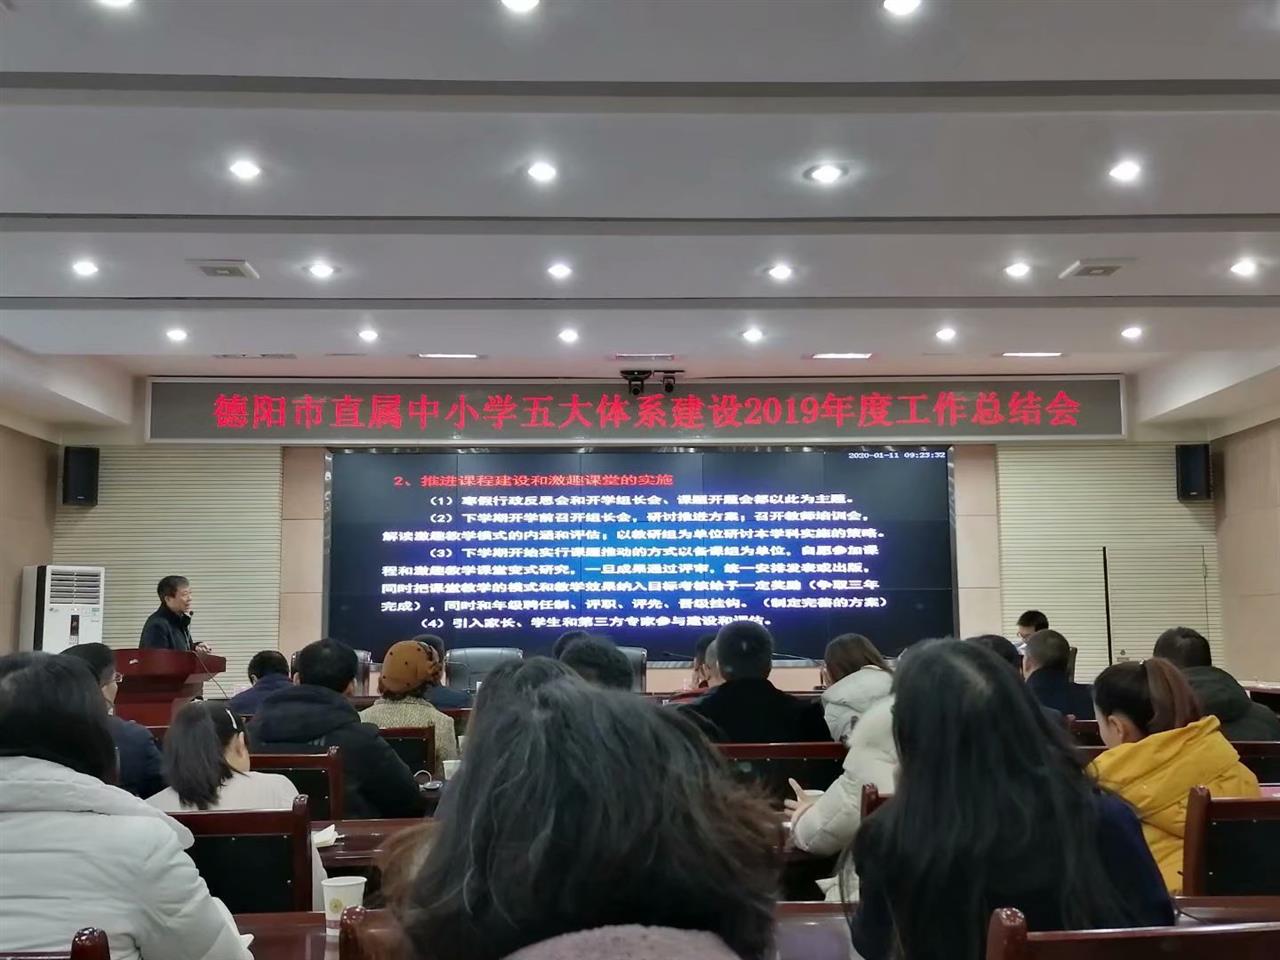 德阳市直属中小学五大体系建设2019年度工作总结会
2020-01-11 09:23:32
2、推进课程建设和激趣课堂的实施
（1）寒假行政反思会和开学组长会、课题开题会都以此为主题。
（2）下学期开学前召开组长会，研讨推进方案；召开教师培训会，
解读激趣教学模式的内涵和评估；以教研组为单位研讨本学科实施的策略。
（3）下学期开始实行课题推动的方式以备课组为单位，自愿参加课
程和激趣教学课堂变式研究，一旦成果通过评审，统一安排发表或出版。
同时把课堂教学的模式和教学效果纳入目标考核给予一定奖励（争取三年
完成），同时和年级聘任制、评职、评先、晋级挂钩。（制定完善的方案）
（4）引入家长、学生和第三方专家参与建设和评估。